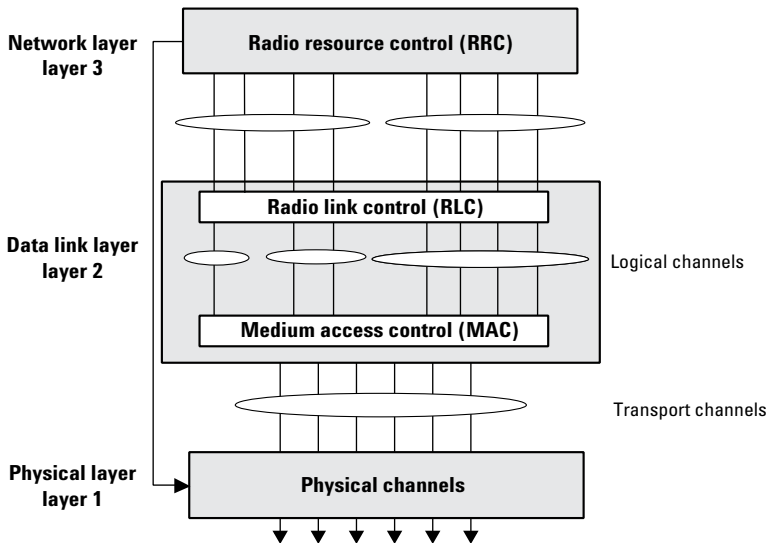 Network layer
layer 3
Radio resource control (RRC)
Radio link control (RLC)
Data link layer
layer 2
Logical channels
Medium access control (MAC)
Transport channels
Physical layer
layer 1
Physical channels